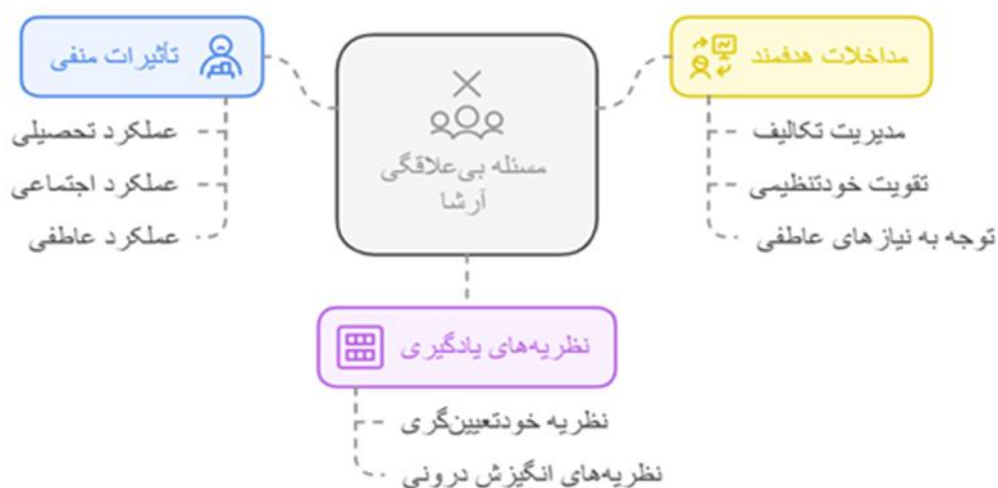 مداخلات هدفمند
مدیریت تکالیف
تقویت خودتنظیمی
توجه به نیازهای عاطفی
مسئله بی‌علاقگی
آرشا
تأثیرات منفی
عملکرد تحصیلی
عملکرد اجتماعی
عملکرد عاطفی
نظریه‌های یادگیری
نظریه خودتعیین‌گری
نظریه‌های انگیزش درونی